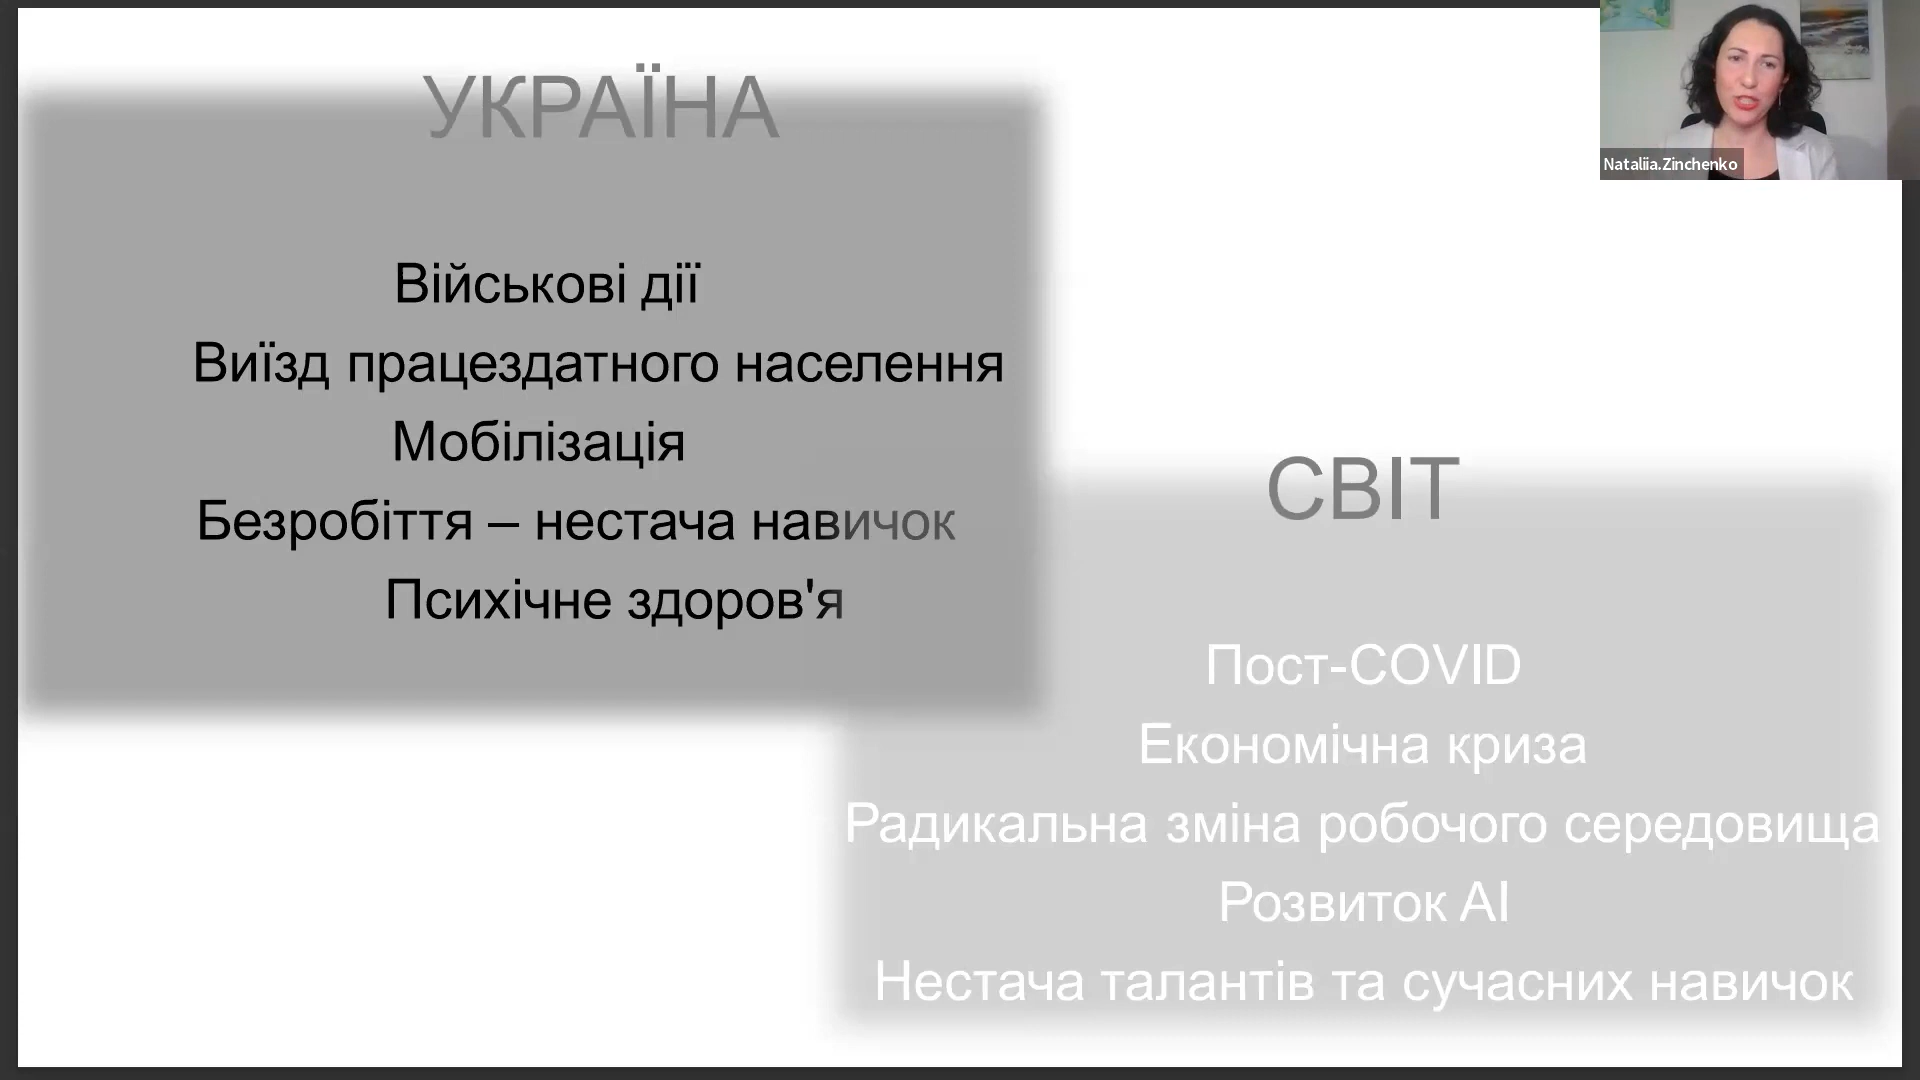 УКРАЇНА
Військові дії
Виїзд працездатного населення
Мобілізація
Безробіття – нестача навичок
Психічне здоров'я
СВІТ
Пост-COVID
Економічна криза
Радикальна зміна робочого середовища
Розвиток AI
Нестача талантів та сучасних навичок
Nataliia.Zinchenko